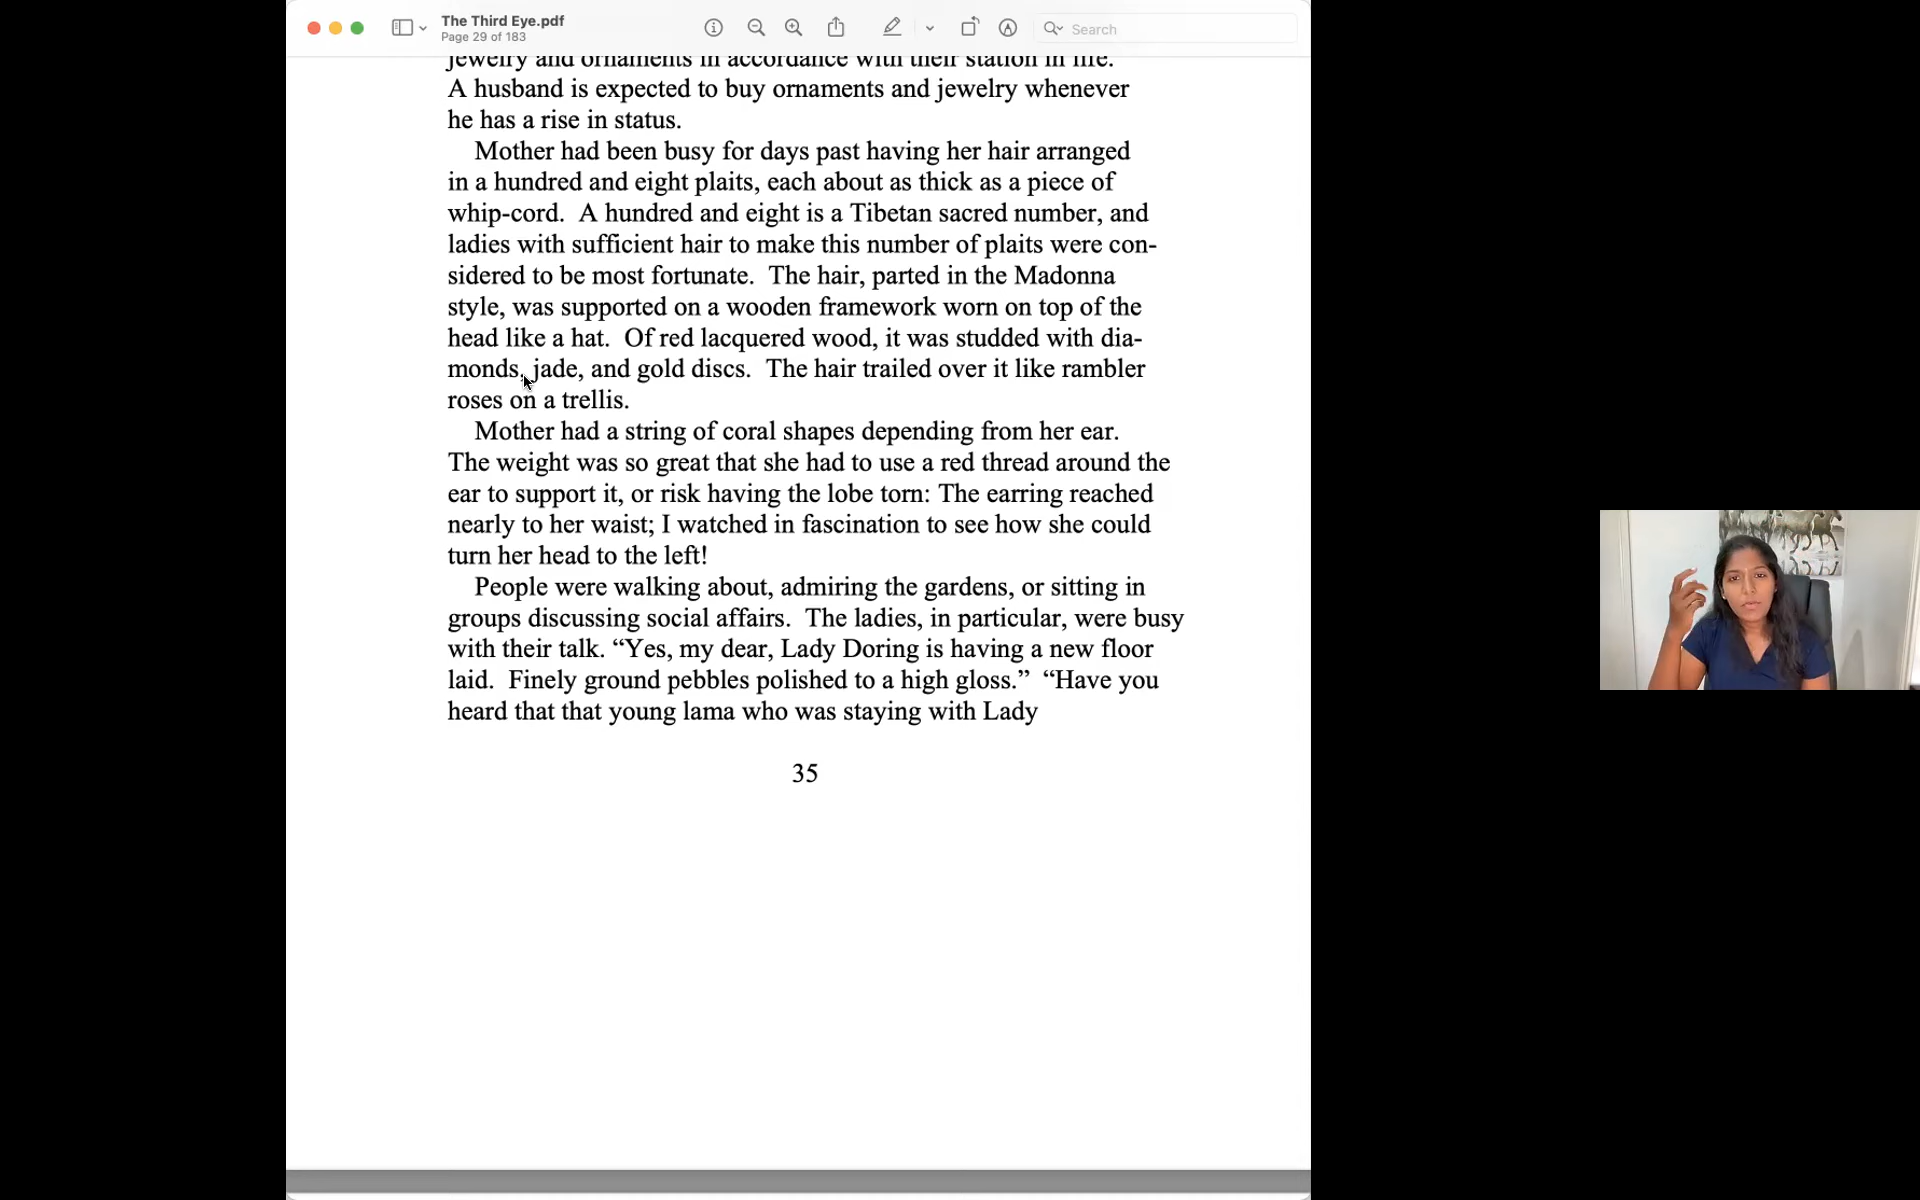 The Third Eye.pdf
Page 29 of 183
Search
jewelry and ornaments in accordance with their station in life.
A husband is expected to buy ornaments and jewelry whenever
he has a rise in status.
Mother had been busy for days past having her hair arranged
in a hundred and eight plaits, each about as thick as a piece of
whip-cord.  A hundred and eight is a Tibetan sacred number, and
ladies with sufficient hair to make this number of plaits were con-
sidered to be most fortunate.  The hair, parted in the Madonna
style, was supported on a wooden framework worn on top of the
head like a hat.  Of red lacquered wood, it was studded with dia-
monds, jade, and gold discs.  The hair trailed over it like rambler
roses on a trellis.
Mother had a string of coral shapes depending from her ear.
The weight was so great that she had to use a red thread around the
ear to support it, or risk having the lobe torn: The earring reached
nearly to her waist; I watched in fascination to see how she could
turn her head to the left!
People were walking about, admiring the gardens, or sitting in
groups discussing social affairs.  The ladies, in particular, were busy
with their talk. “Yes, my dear, Lady Doring is having a new floor
laid.  Finely ground pebbles polished to a high gloss.”  “Have you
heard that that young lama who was staying with Lady
35